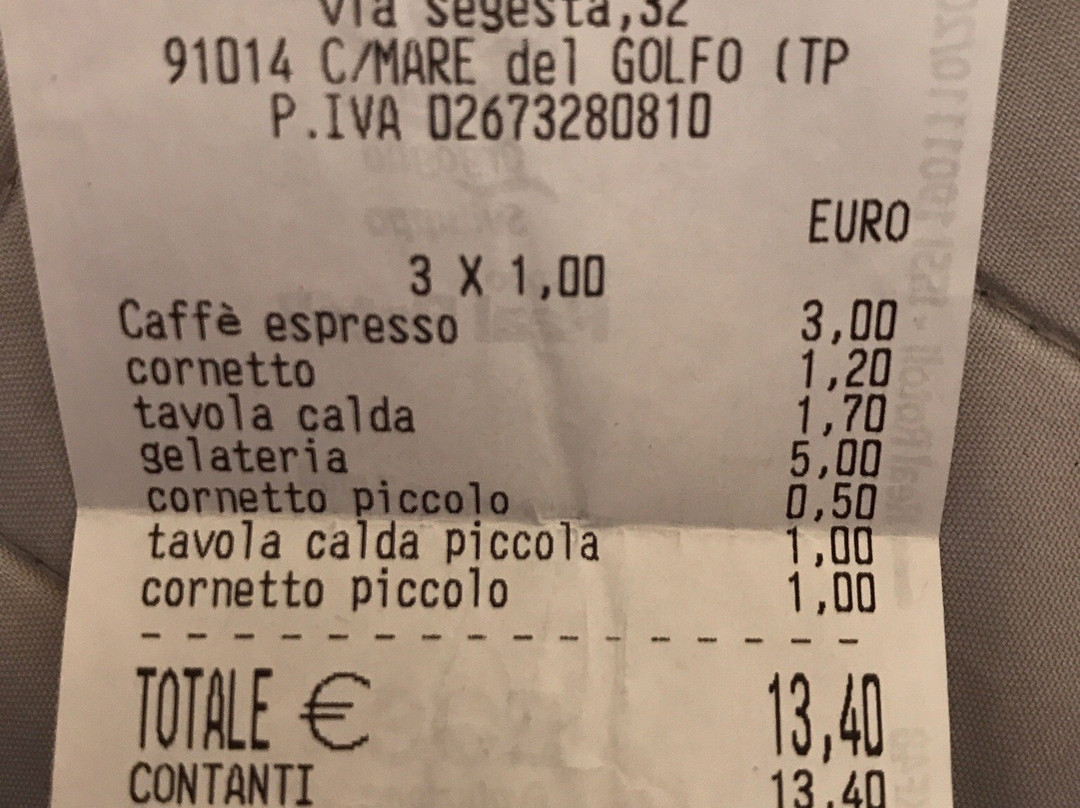 via segesta,32
91014 C/MARE del GOLFO (TP
P.IVA 02673280810
EURO
3 X 1,00
Caffè espresso 3,00
cornetto 1,20
tavola calda 1,70
gelateria 5,00
cornetto piccolo 0,50
tavola calda piccola 1,00
cornetto piccolo 1,00
TOTALE € 13,40
CONTANTI 13,40